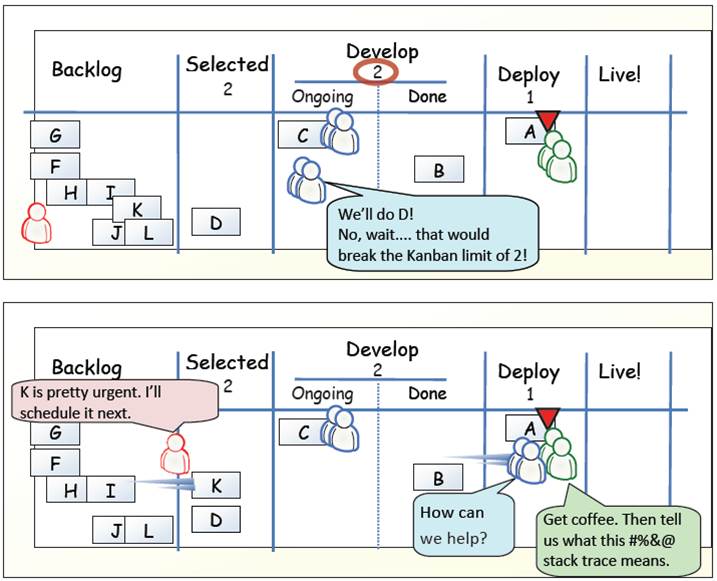 Develop
Backlog Selected 2 Deploy Live!
2 Ongoing Done 1
G C A
F B
H I
K
J L D
We'll do D!
No, wait.... that would
break the Kanban limit of 2!
Develop
Backlog Selected 2 Deploy Live!
2 Ongoing Done 1
K is pretty urgent. I'll
schedule it next.
G C A
F B
H I K
J L D
How can
we help?
Get coffee. Then tell
us what this #%&@
stack trace means.